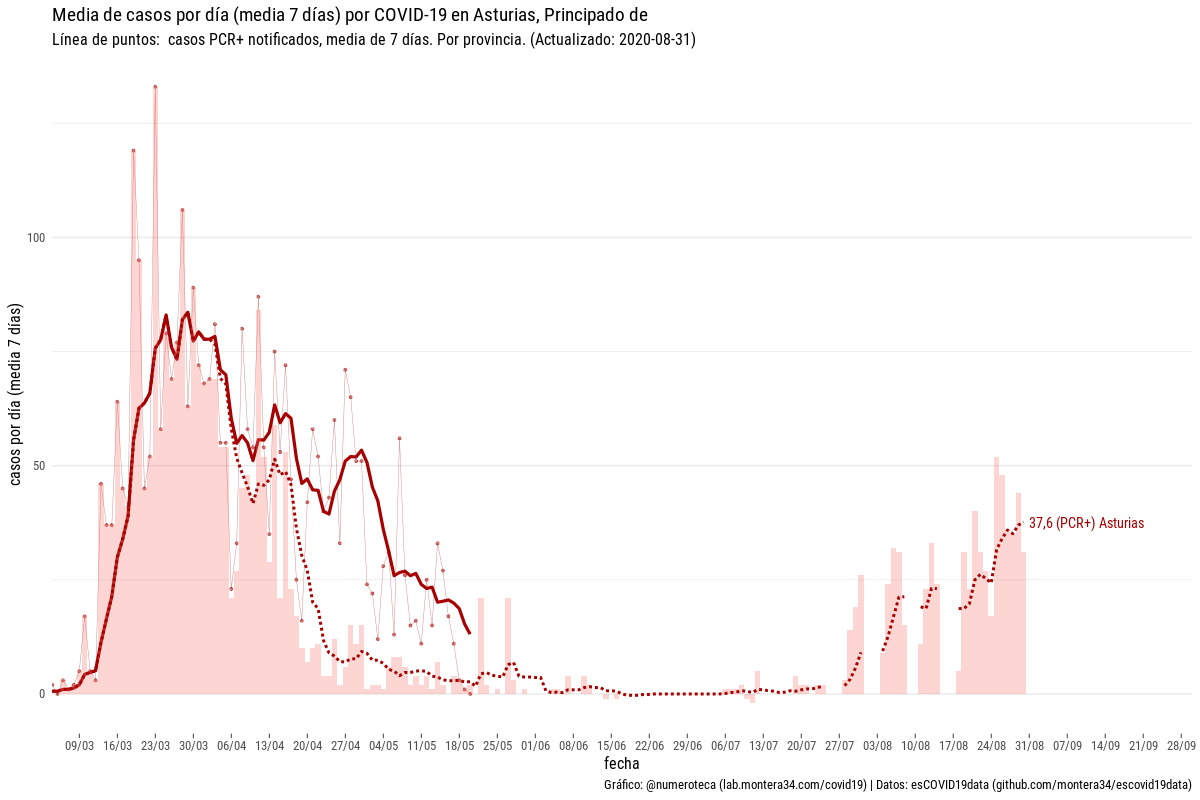 Media de casos por día (media 7 días) por COVID-19 en Asturias, Principado de
Línea de puntos:  casos PCR+ notificados, media de 7 días. Por provincia. (Actualizado: 2020-08-31)
casos por día (media 7 días)
100
50
0
37,6 (PCR+) Asturias
09/03 16/03 23/03 30/03 06/04 13/04 20/04 27/04 04/05 11/05 18/05 25/05 01/06 08/06 15/06 22/06 29/06 06/07 13/07 20/07 27/07 03/08 10/08 17/08 24/08 31/08 07/09 14/09 21/09 28/09
fecha
Gráfico: @numeroteca (lab.montera34.com/covid19) | Datos: esCOVID19data (github.com/montera34/escovid19data)